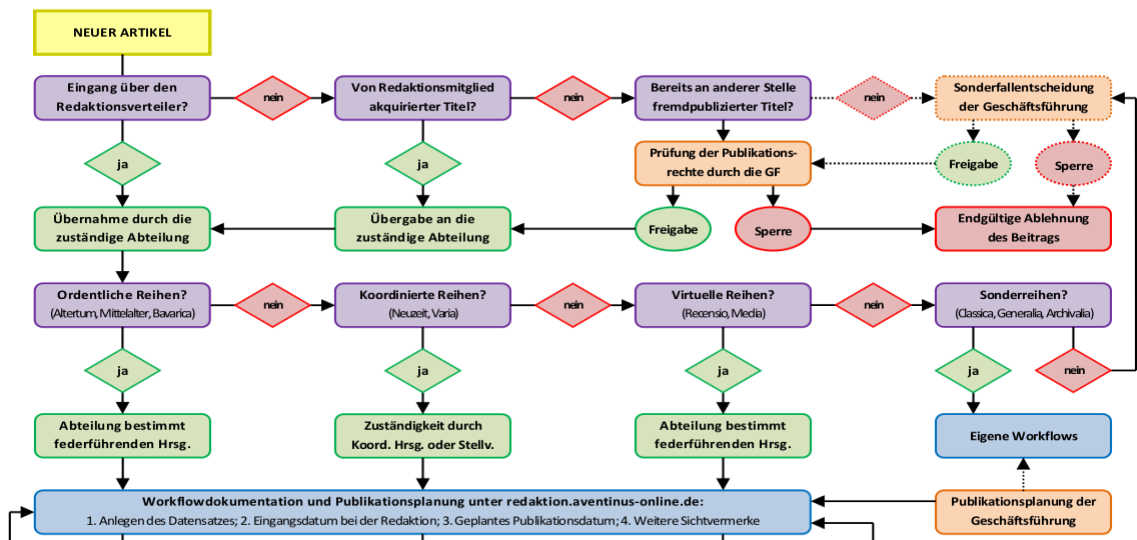 NEUER ARTIKEL
Eingang über den
Redaktionsverteiler?
nein
Von Redaktionsmitglied
akquirierter Titel?
nein
Bereits an anderer Stelle
fremdpublizierter Titel?
nein
Sonderfallentscheidung
der Geschäftsführung
ja
ja
Prüfung der Publikations-
rechte durch die GF
Freigabe
Sperre
Übernahme durch die
zuständige Abteilung
Übergabe an die
zuständige Abteilung
Freigabe
Sperre
Endgültige Ablehnung
des Beitrags
Ordentliche Reihen?
(Altertum, Mittelalter, Bavarica)
nein
Koordinierte Reihen?
(Neuzeit, Varia)
nein
Virtuelle Reihen?
(Recensio, Media)
nein
Sonderreihen?
(Classica, Generalia, Archivalia)
ja
ja
ja
ja
nein
Abteilung bestimmt
federführenden Hrsg.
Zuständigkeit durch
Koord. Hrsg. oder Stellv.
Abteilung bestimmt
federführenden Hrsg.
Eigene Workflows
Workflowdokumentation und Publikationsplanung unter redaktion.aventinus-online.de:
1. Anlegen des Datensatzes; 2. Eingangsdatum bei der Redaktion; 3. Geplantes Publikationsdatum; 4. Weitere Sichtvermerke
Publikationsplanung der
Geschäftsführung